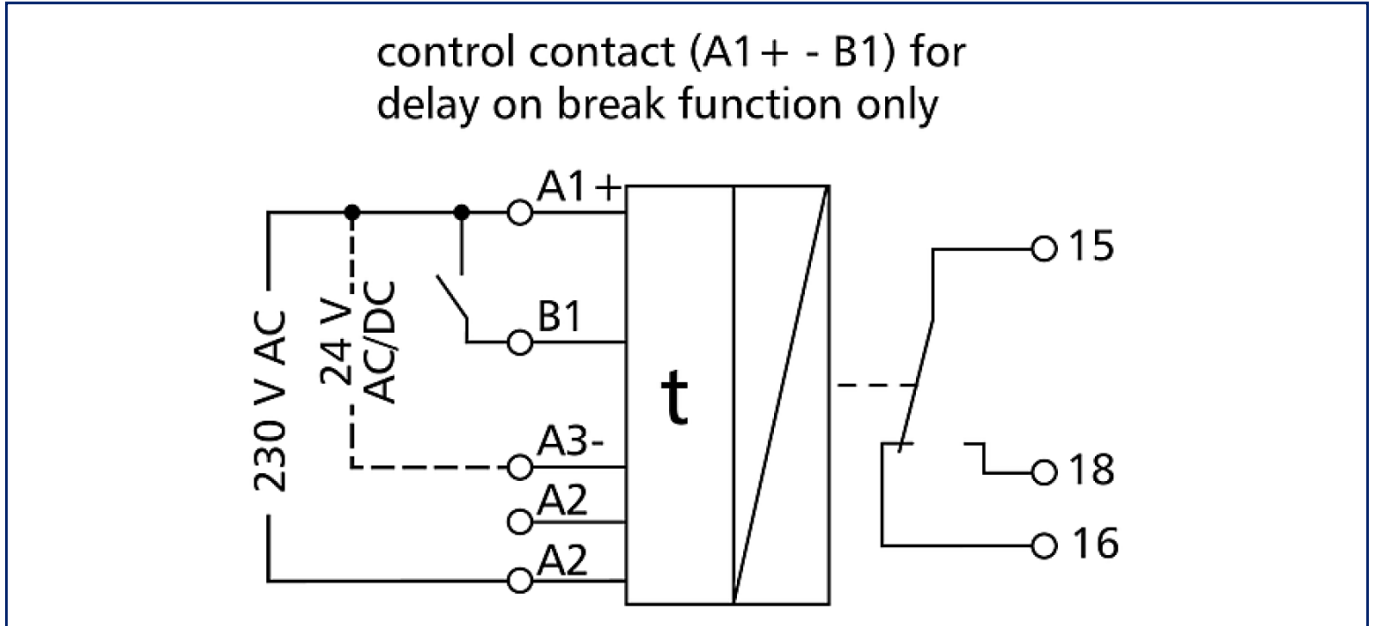 control contact (A1+ - B1) for
delay on break function only
A1+
15
B1
230 V AC
24 V
AC/DC
t
A3-
18
A2
16
A2